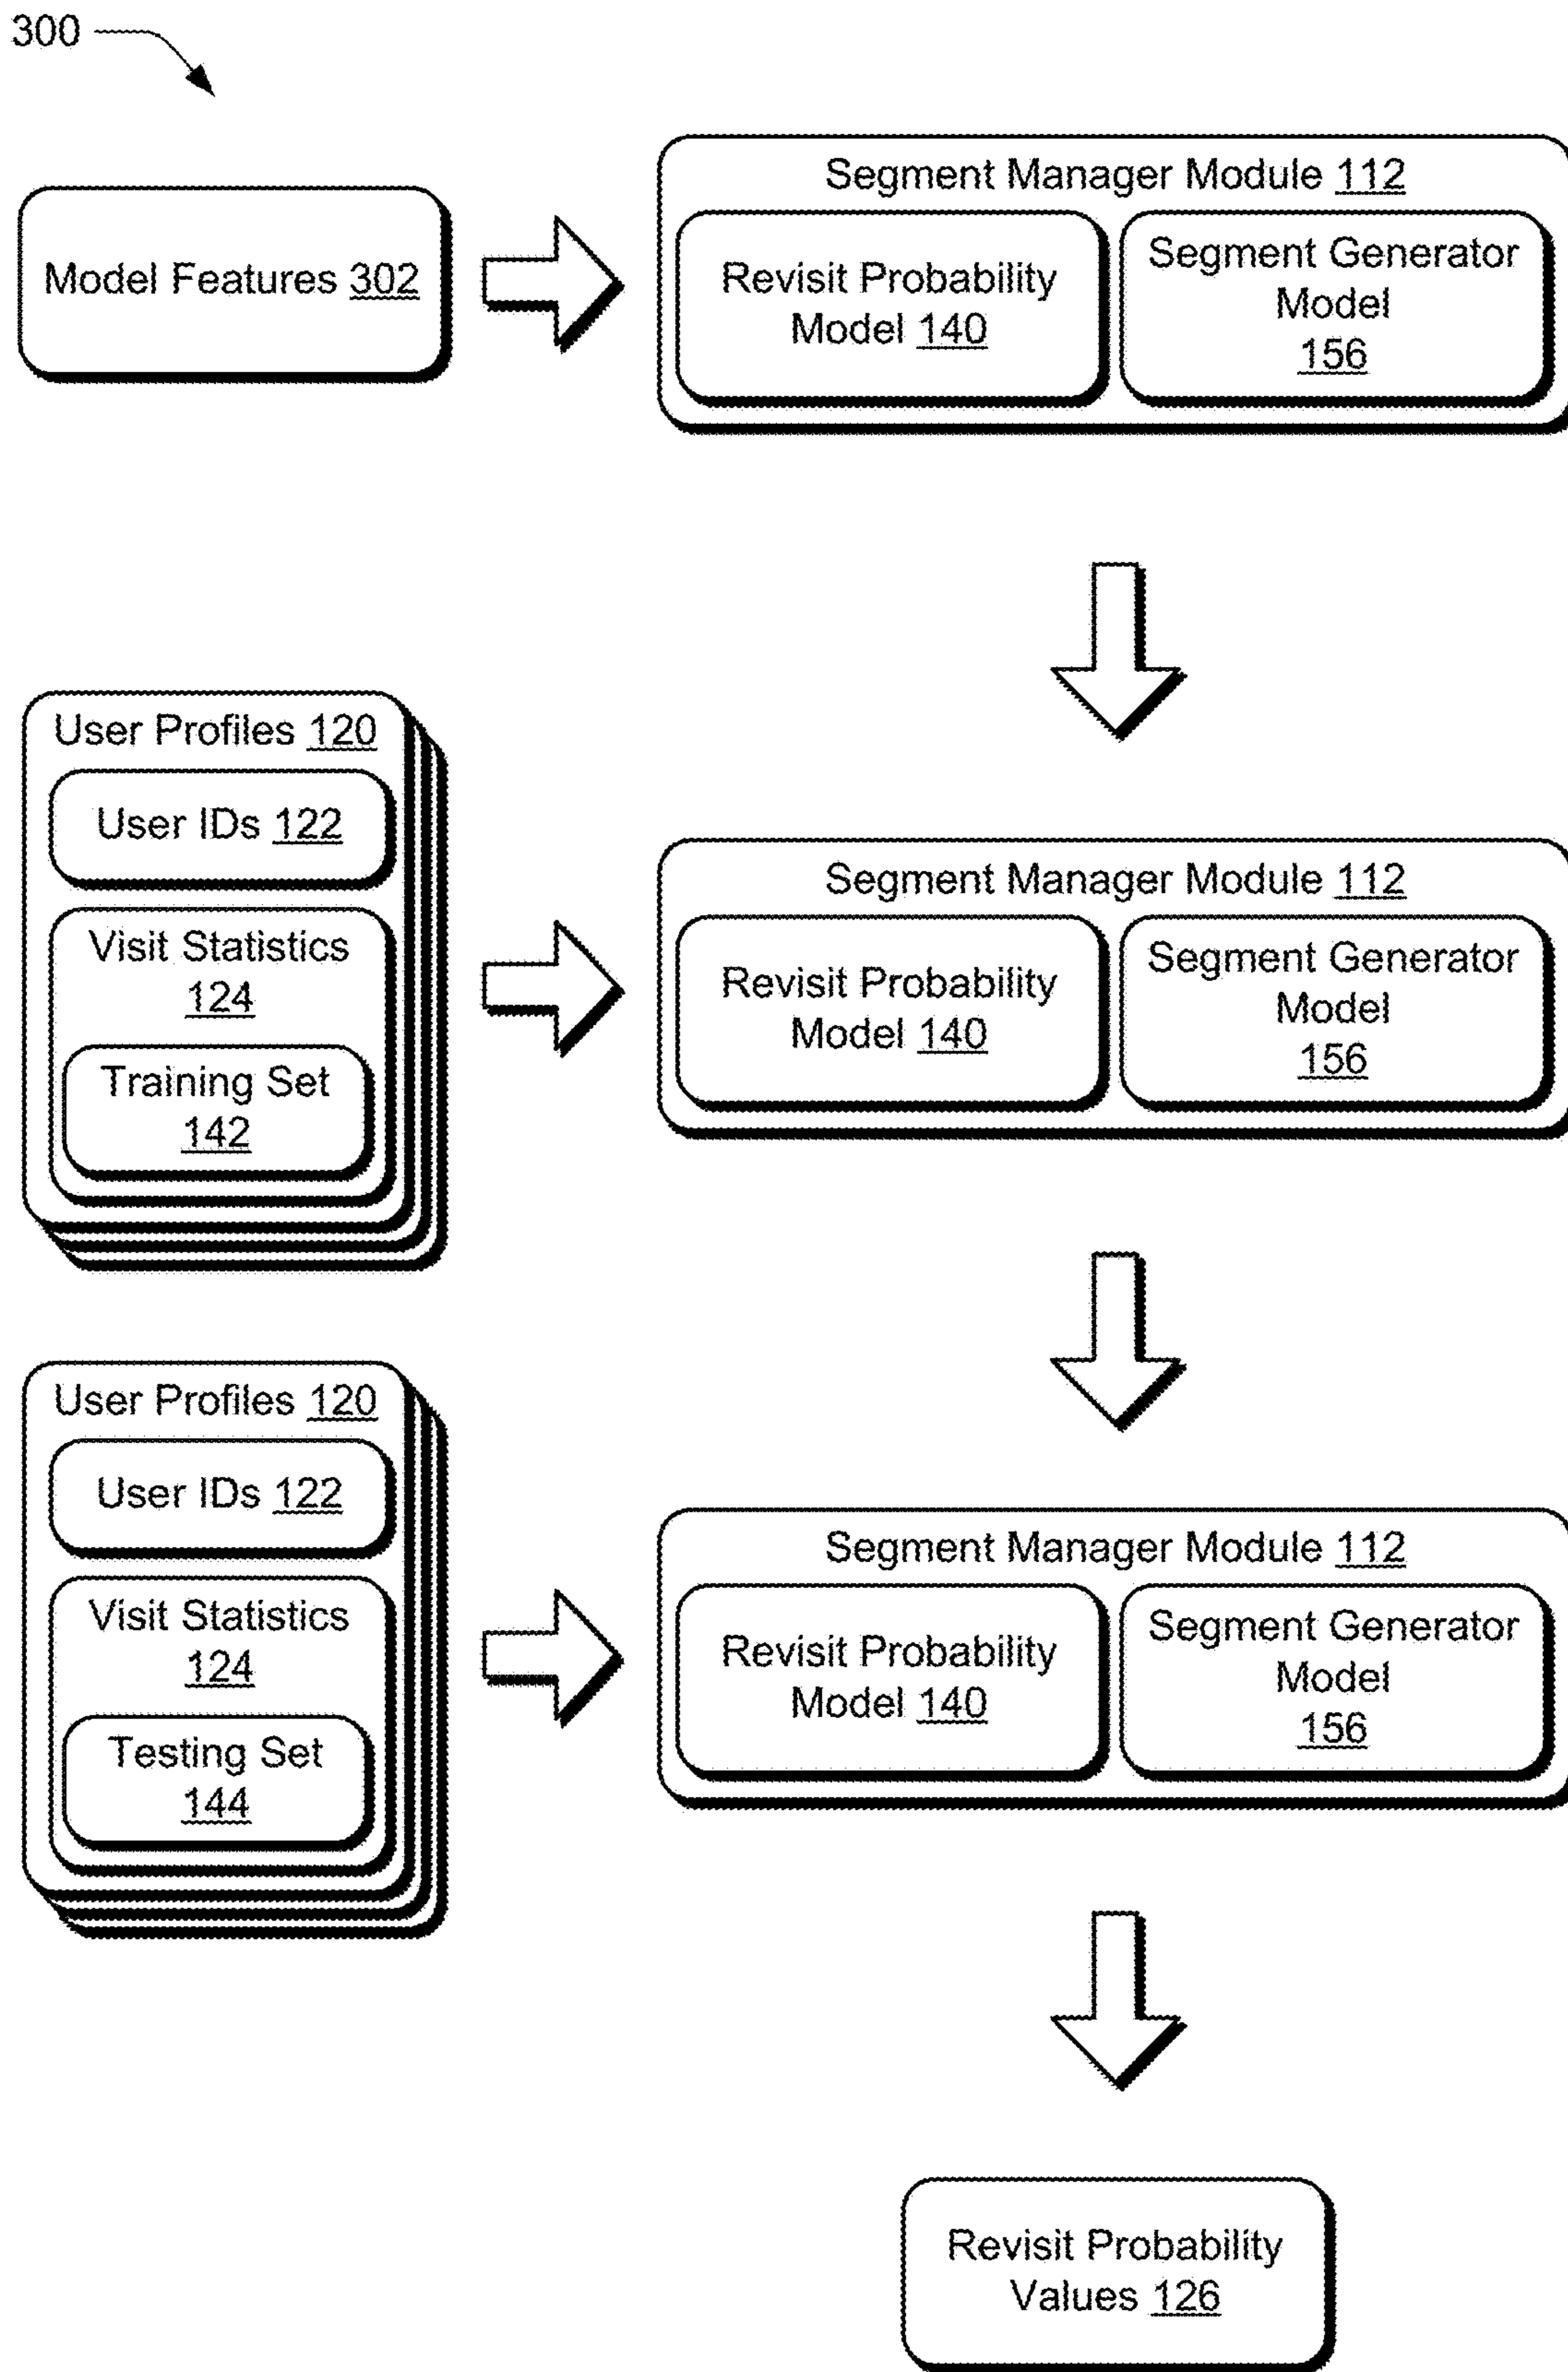 300
Model Features 302
Segment Manager Module 112
Revisit Probability
Model 140
Segment Generator
Model
156
User Profiles 120
User IDs 122
Visit Statistics
124
Training Set
142
Segment Manager Module 112
Revisit Probability
Model 140
Segment Generator
Model
156
User Profiles 120
User IDs 122
Visit Statistics
124
Testing Set
144
Segment Manager Module 112
Revisit Probability
Model 140
Segment Generator
Model
156
Revisit Probability
Values 126